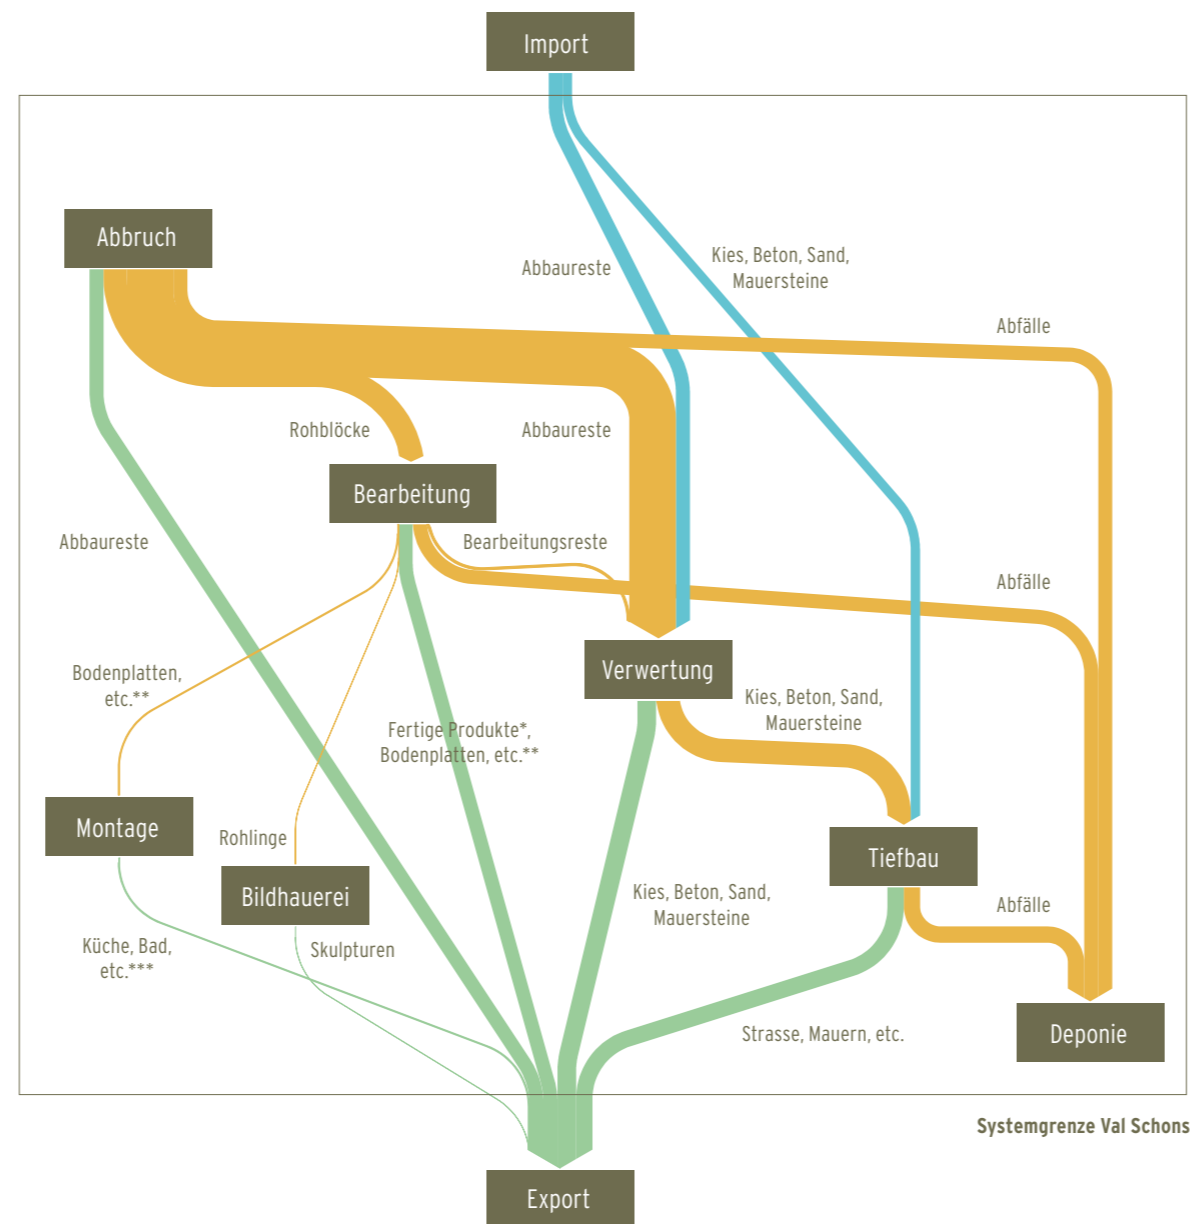 Import
Abbruch
Abbaureste
Kies, Beton, Sand,
Mauersteine
Abfälle
Rohblöcke
Abbaureste
Bearbeitung
Abbaureste
Bearbeitungsreste
Abfälle
Verwertung
Bodenplatten,
etc.**
Kies, Beton, Sand,
Mauersteine
Fertige Produkte*,
Bodenplatten, etc.**
Montage
Rohlinge
Tiefbau
Bildhauerei
Kies, Beton, Sand,
Mauersteine
Abfälle
Küche, Bad,
etc.***
Skulpturen
Strasse, Mauern, etc.
Deponie
Systemgrenze Val Schons
Export